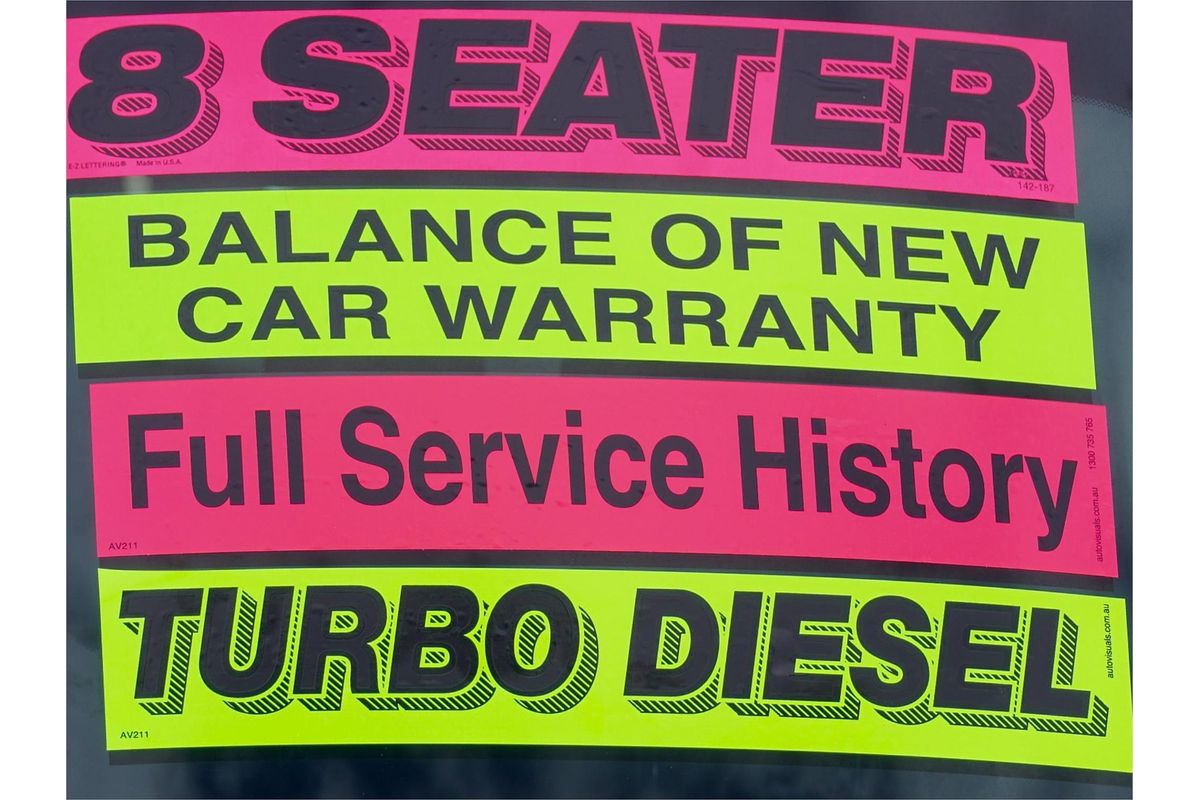 8 SEATER
E-Z LETTERING® Made in U.S.A.
142-187
BALANCE OF NEW
CAR WARRANTY
Full Service History
AV211
autovisuals.com.au 1300 735 765
TURBO DIESEL
AV211
autovisuals.com.au